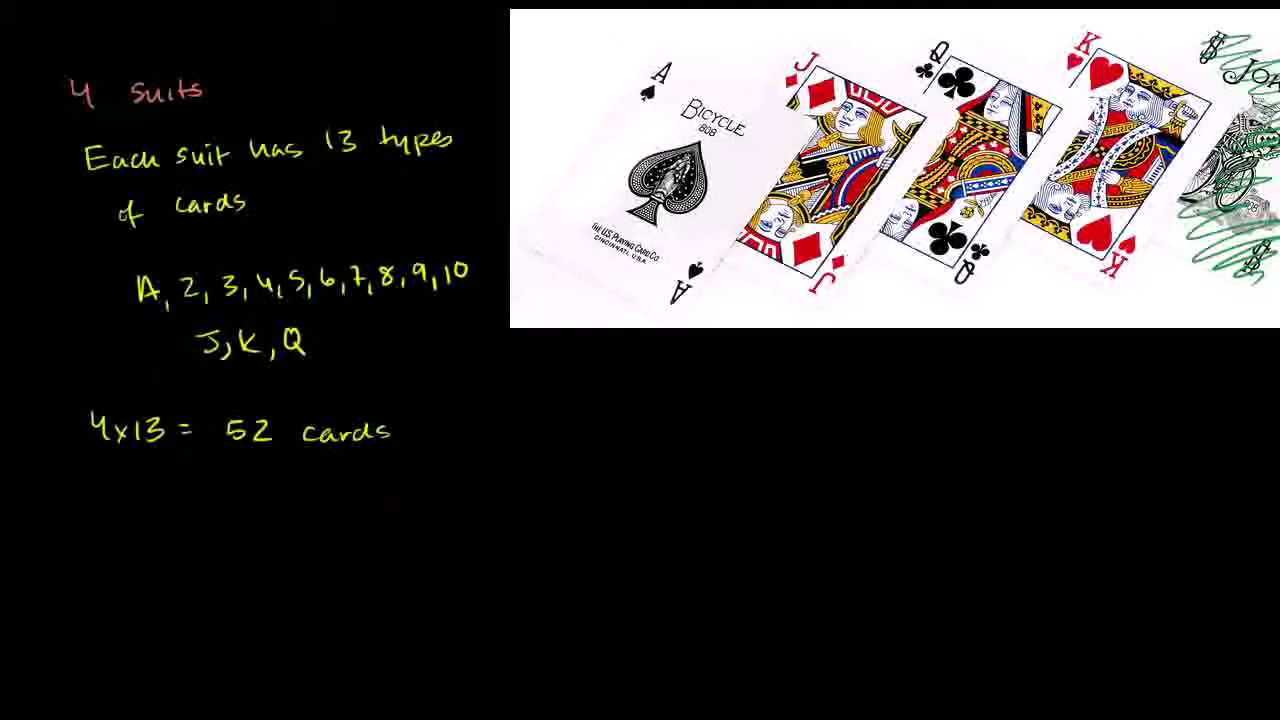 4 suits
Each suit has 13 types
of cards
A, 2, 3, 4, 5, 6, 7, 8, 9, 10
J, K, Q
4x13 = 52 cards
A
BICYCLE
808
THE U.S. PLAYING CARD CO
CINCINNATI, U.S.A.
A
J
J
Q
Q
K
K